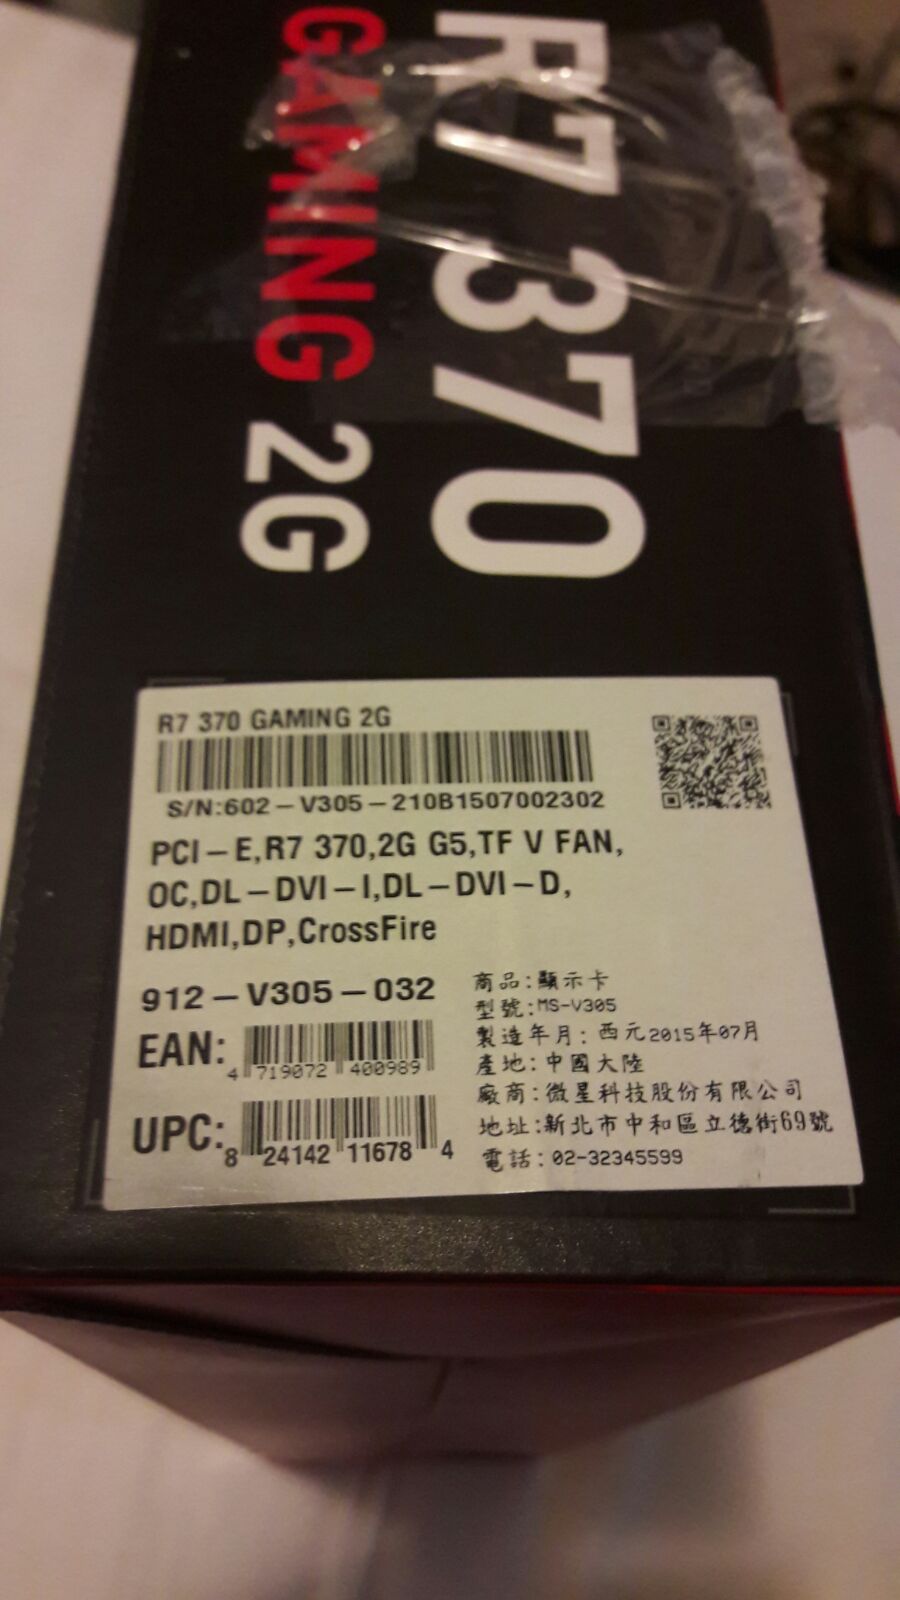 R7 370
GAMING 2G
R7 370 GAMING 2G
S/N:602-V305-210B1507002302
PCI-E,R7 370,2G G5,TF V FAN,
OC,DL-DVI-I,DL-DVI-D,
HDMI,DP,CrossFire
912-V305-032
EAN:
4 719072 400989
UPC:
8 24142 11678 4
商品:顯示卡
型號:MS-V305
製造年月: 西元2015年07月
產地:中國大陸
廠商:微星科技股份有限公司
地址:新北市中和區立德街69號
電話:02-32345599